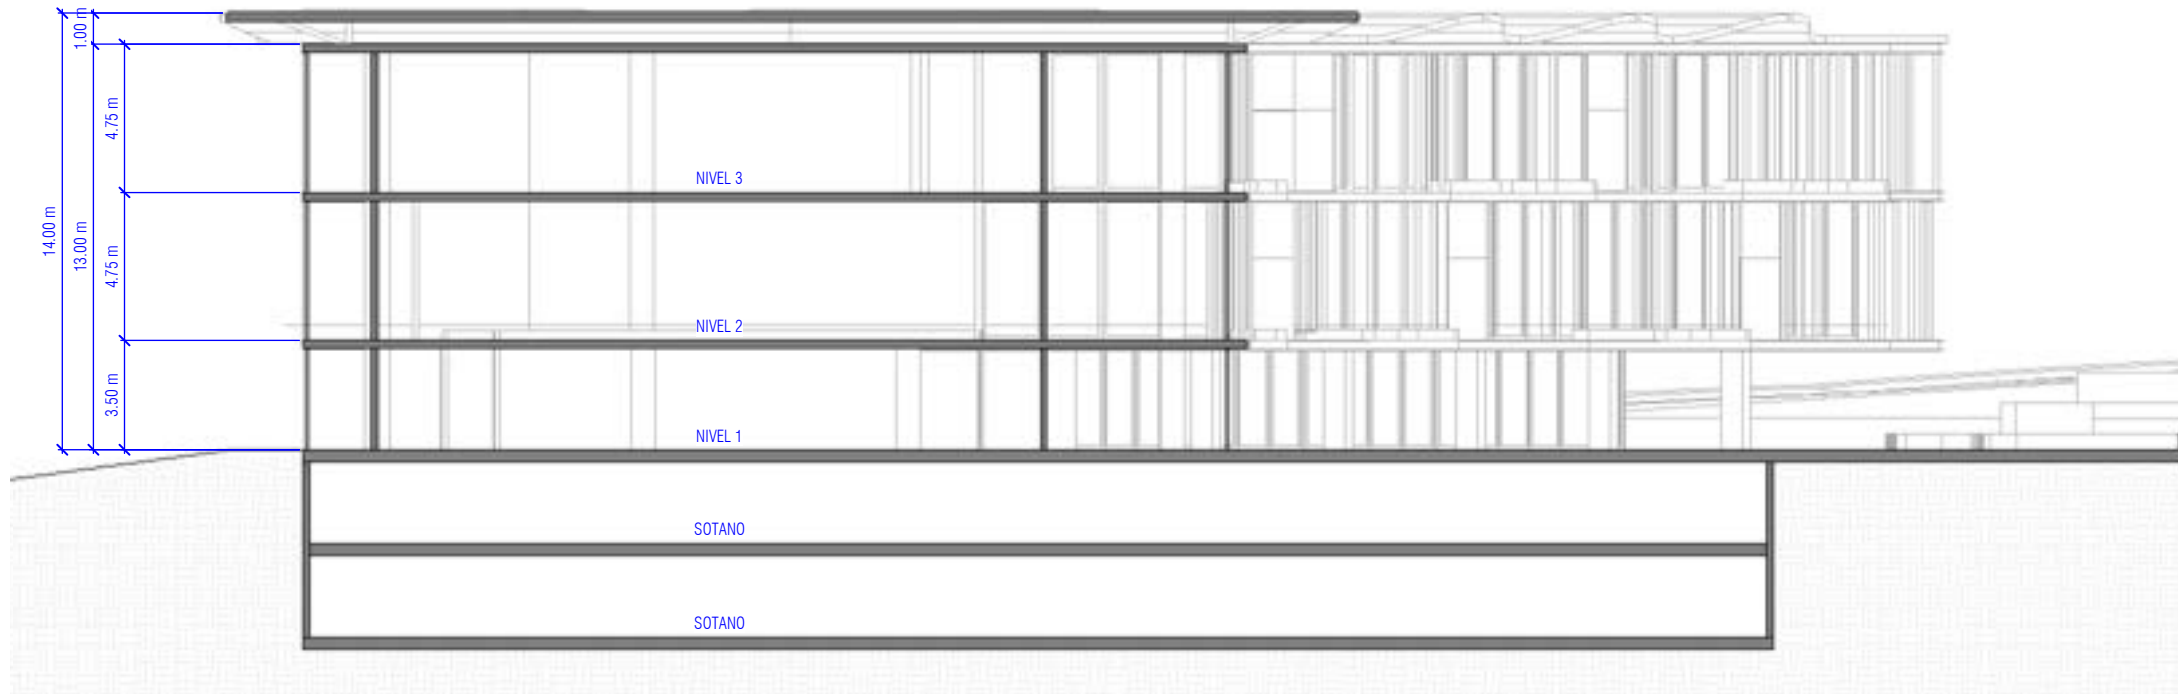 1.00 m
4.75 m
NIVEL 3
14.00 m
13.00 m
4.75 m
NIVEL 2
3.50 m
NIVEL 1
SOTANO
SOTANO